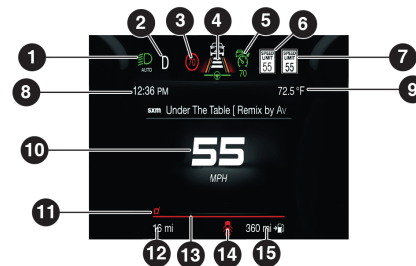 1 2 3 4 5 6 7
AUTO D 70 70 SPEED LIMIT 55 SPEED LIMIT 55
8 12:36 PM 72.5 °F 9
sxm Under The Table [ Remix by Av
10 55
MPH
11
16 mi 360 mi
12 13 14 15